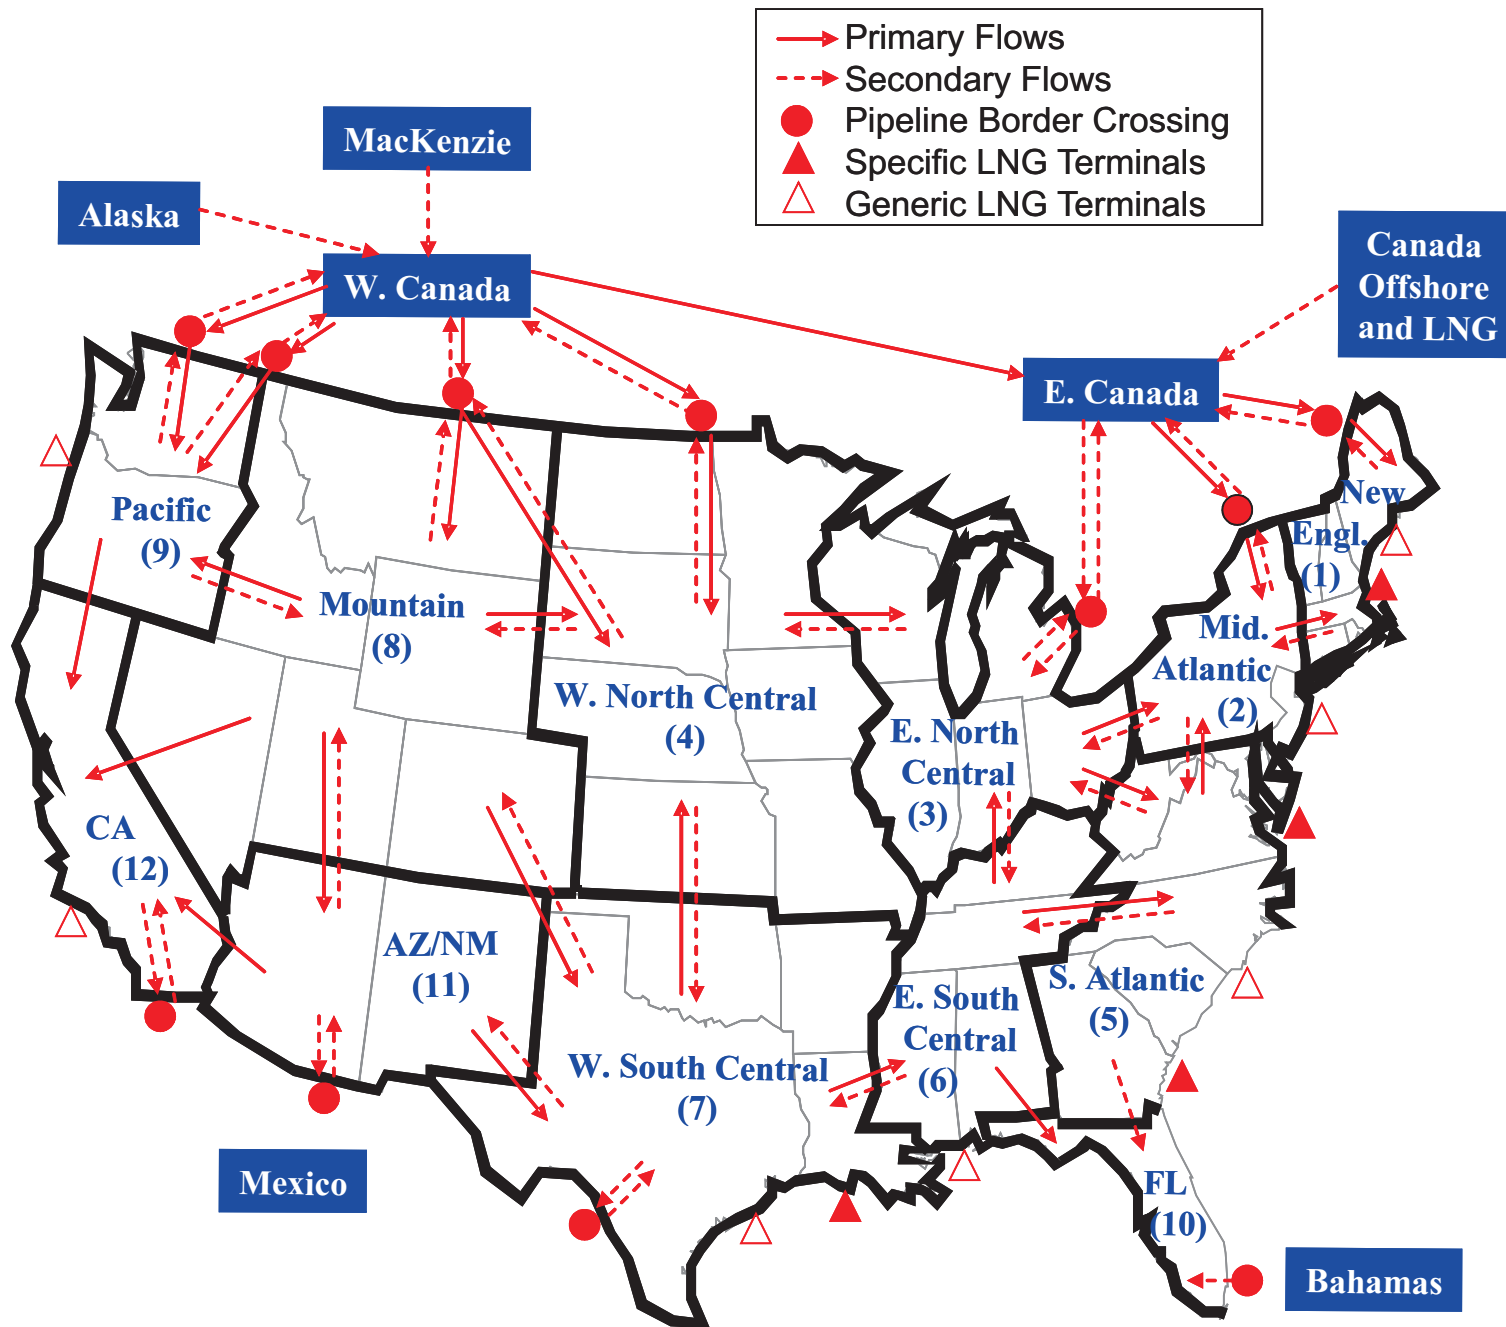 Primary Flows
Secondary Flows
Pipeline Border Crossing
Specific LNG Terminals
Generic LNG Terminals
MacKenzie
Alaska
W. Canada
Canada
Offshore
and LNG
E. Canada
Pacific
(9)
Mountain
(8)
New
Engl.
(1)
Mid.
Atlantic
(2)
W. North Central
(4)
E. North
Central
(3)
CA
(12)
AZ/NM
(11)
S. Atlantic
(5)
E. South
Central
(6)
W. South Central
(7)
Mexico
FL
(10)
Bahamas